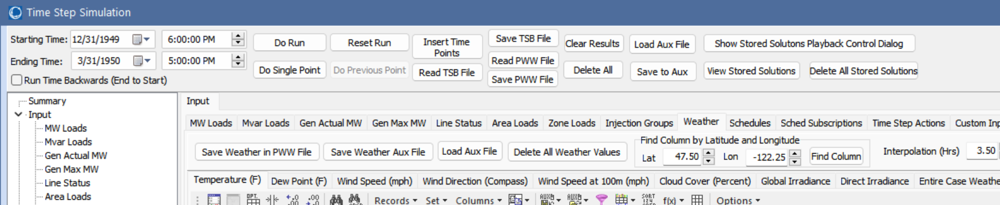 Time Step Simulation
Starting Time: 12/31/1949 6:00:00 PM
Ending Time: 3/31/1950 5:00:00 PM
Run Time Backwards (End to Start)
Do Run Reset Run Insert Time Points Save TSB File Clear Results Load Aux File Show Stored Solutons Playback Control Dialog
Do Single Point Do Previous Point Read TSB File Read PWW File Save PWW File Delete All Save to Aux View Stored Solutions Delete All Stored Solutions
Summary
Input
MW Loads
Mvar Loads
Gen Actual MW
Gen Max MW
Line Status
Area Loads
Input
MW Loads Mvar Loads Gen Actual MW Gen Max MW Line Status Area Loads Zone Loads Injection Groups Weather Schedules Sched Subscriptions Time Step Actions Custom Inp
Save Weather in PWW File Save Weather Aux File Load Aux File Delete All Weather Values
Find Column by Latitude and Longitude
Lat 47.50 Lon -122.25 Find Column
Interpolation (Hrs) 3.50
Temperature (F) Dew Point (F) Wind Speed (mph) Wind Direction (Compass) Wind Speed at 100m (mph) Cloud Cover (Percent) Global Irradiance Direct Irradiance Entire Case Weathe
Records Set Columns f(x) Options